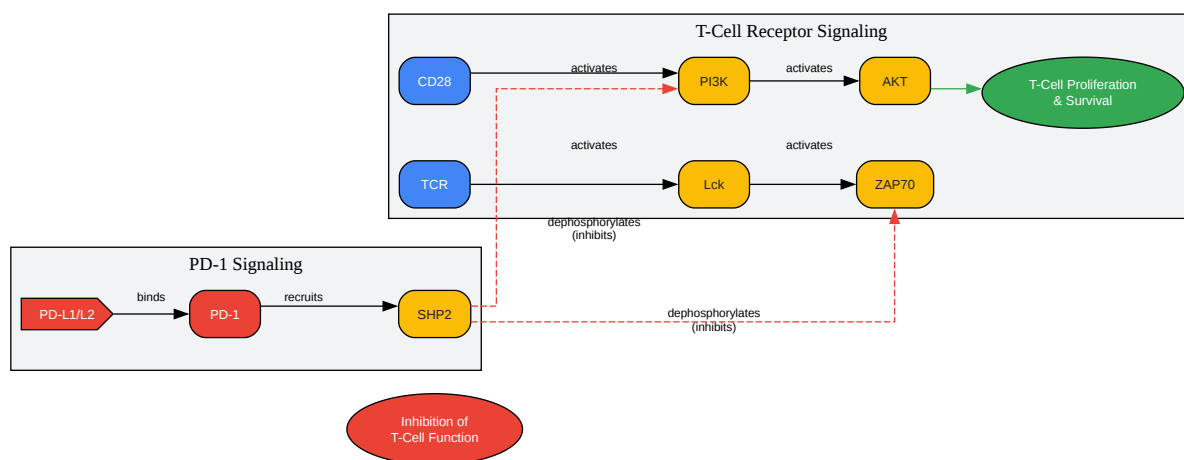 T-Cell Receptor Signaling
CD28
activates
PI3K
activates
AKT
T-Cell Proliferation
& Survival
TCR
activates
Lck
activates
ZAP70
dephosphorylates
(inhibits)
PD-1 Signaling
PD-L1/L2
binds
PD-1
recruits
SHP2
dephosphorylates
(inhibits)
Inhibition of
T-Cell Function